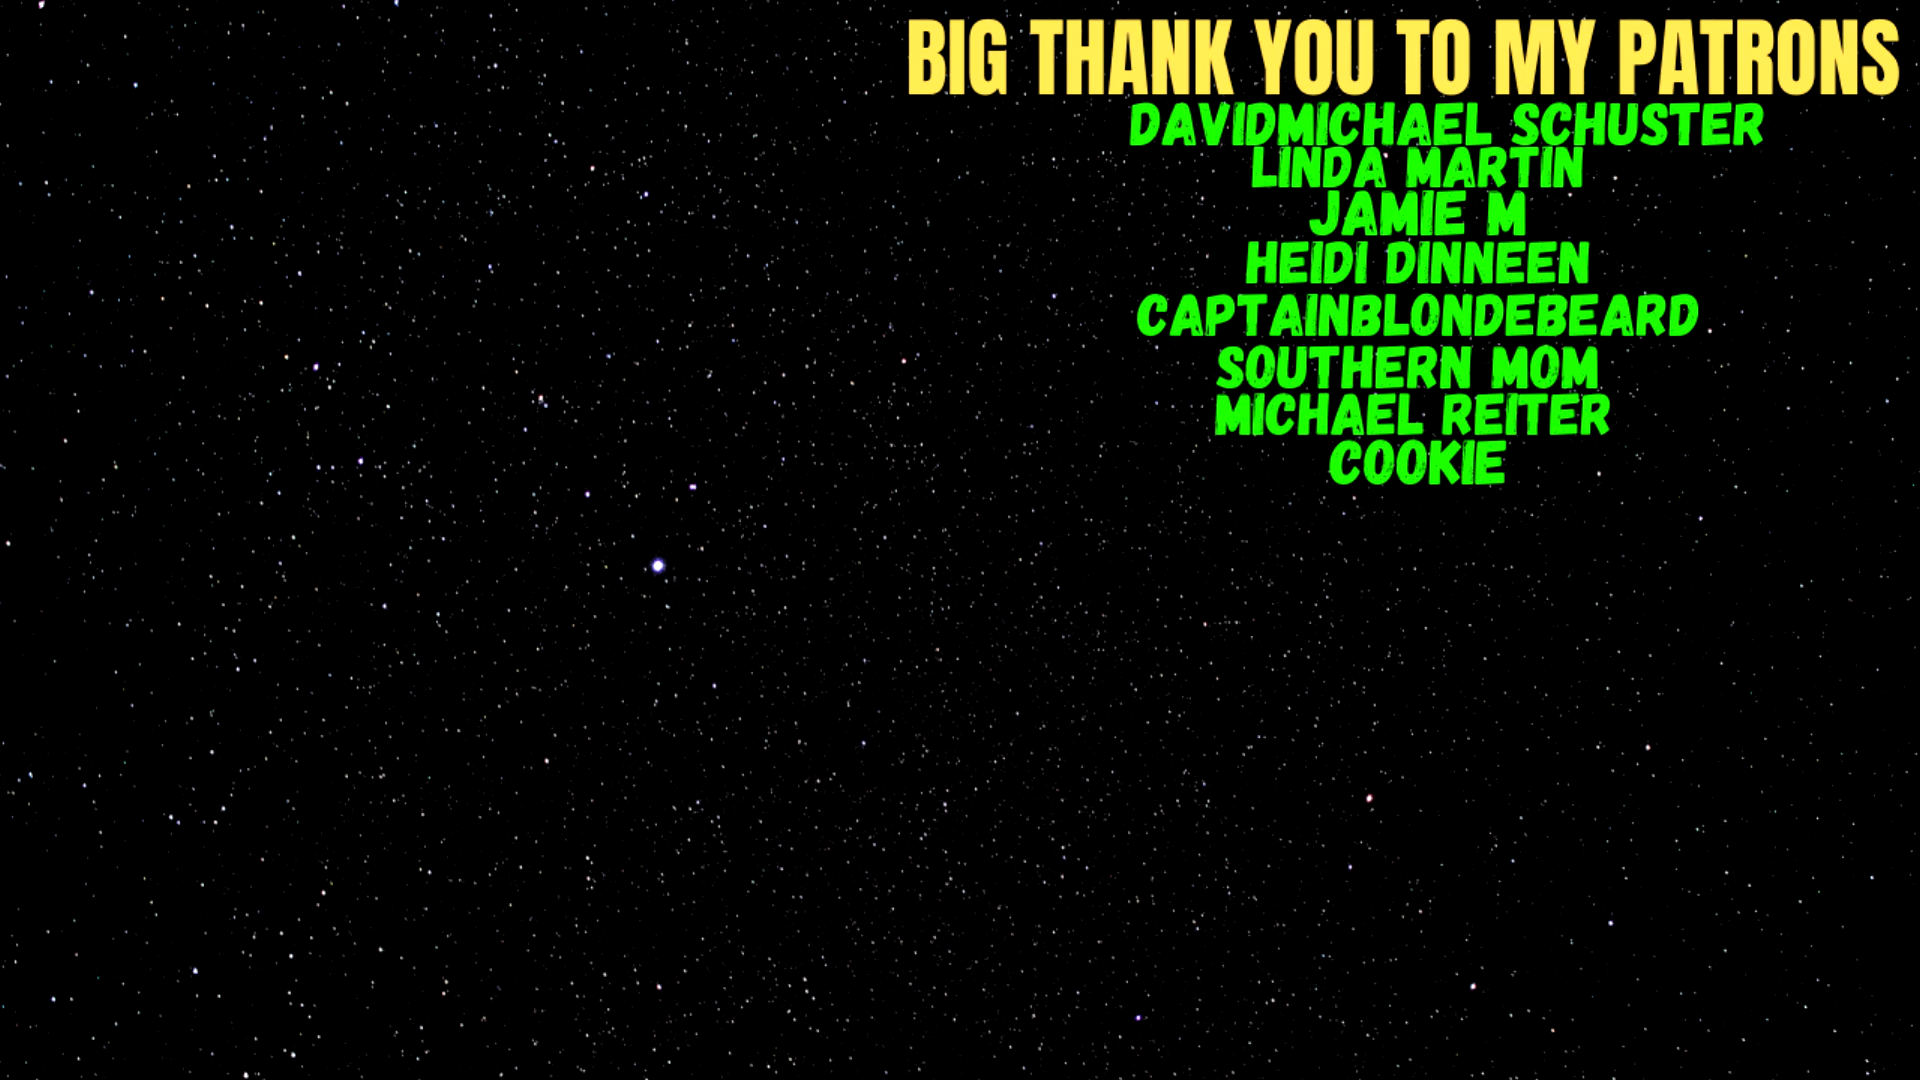 BIG THANK YOU TO MY PATRONS
DAVIDMICHAEL SCHUSTER
LINDA MARTIN
JAMIE M
HEIDI DINNEEN
CAPTAINBLONDEBEARD
SOUTHERN MOM
MICHAEL REITER
COOKIE